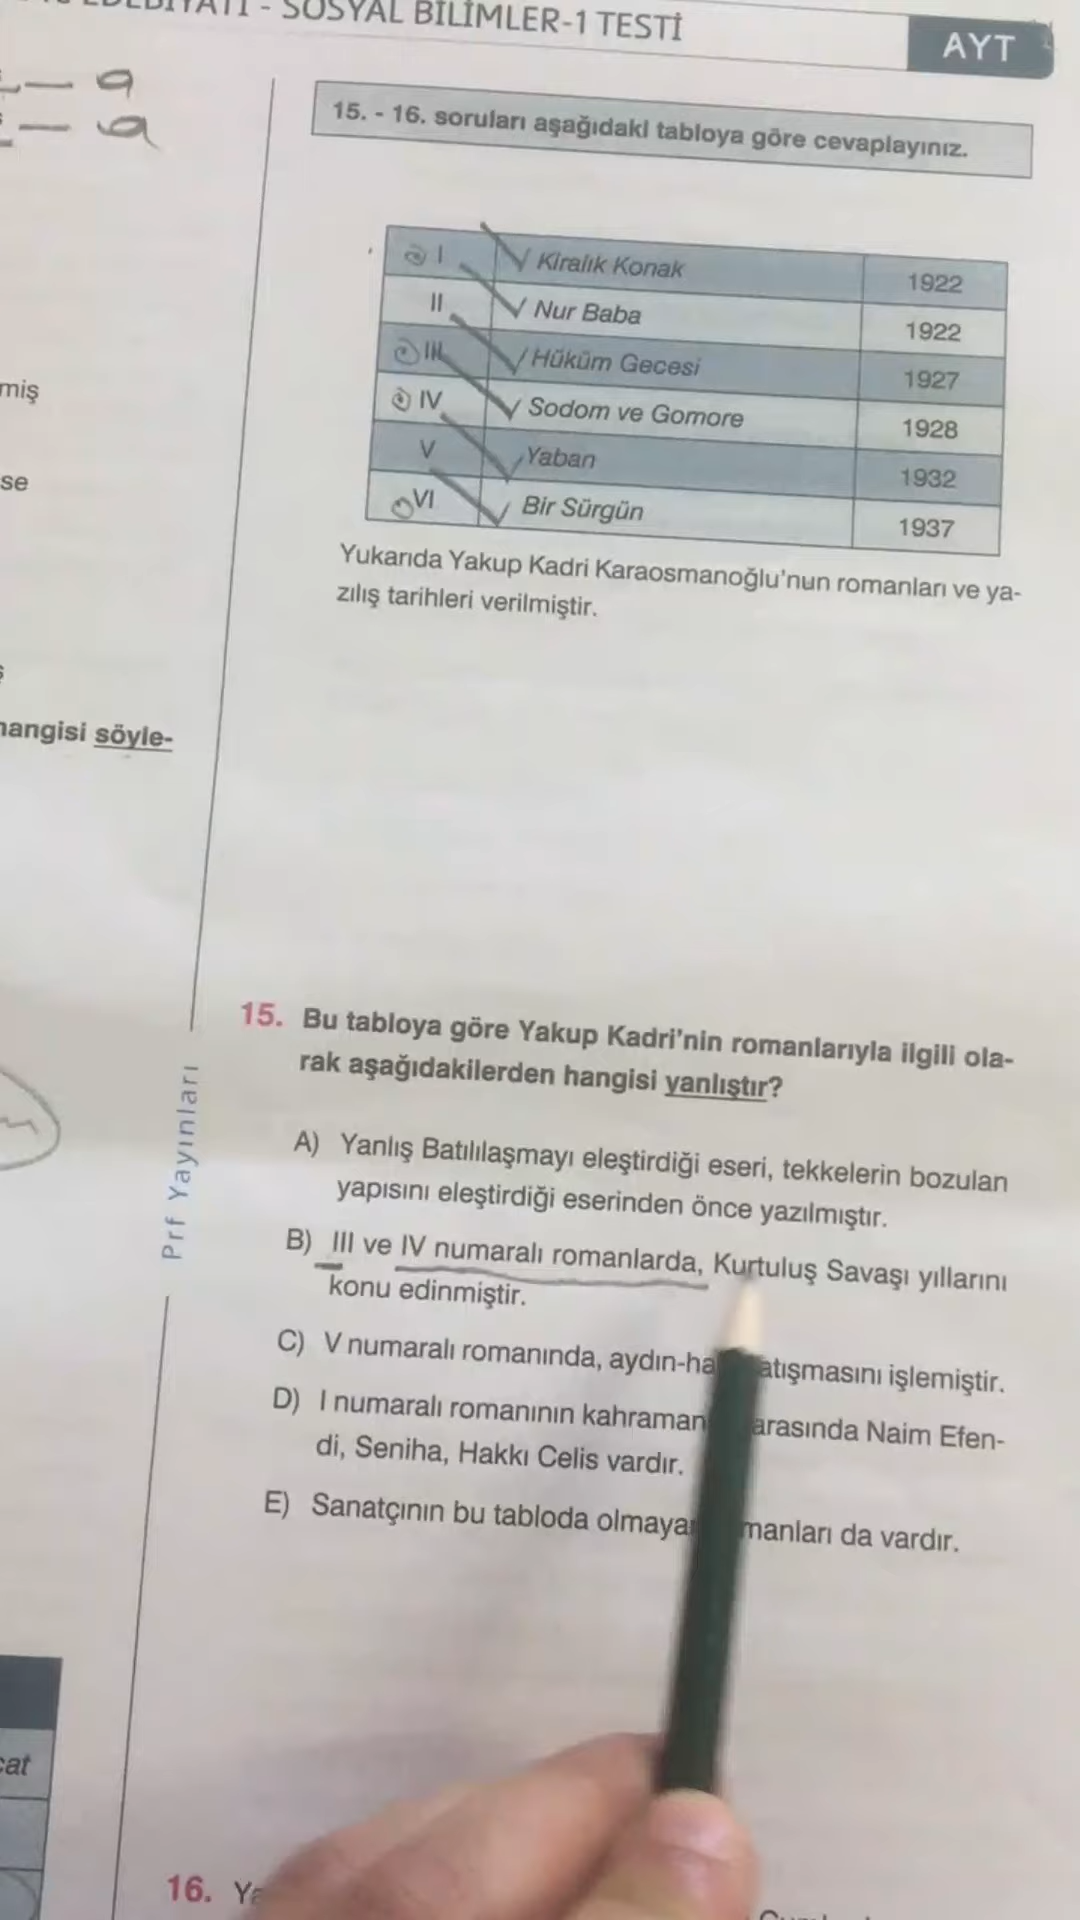 EDEBİYATI - SOSYAL BİLİMLER-1 TESTİ
AYT
a
a
miş
se
hangisi söyle-
cat
15. - 16. soruları aşağıdaki tabloya göre cevaplayınız.
I Kiralık Konak 1922
II Nur Baba 1922
III Hüküm Gecesi 1927
IV Sodom ve Gomore 1928
V Yaban 1932
VI Bir Sürgün 1937
Yukarıda Yakup Kadri Karaosmanoğlu'nun romanları ve ya-
zılış tarihleri verilmiştir.
Prf Yayınları
15. Bu tabloya göre Yakup Kadri'nin romanlarıyla ilgili ola-
rak aşağıdakilerden hangisi yanlıştır?
A) Yanlış Batılılaşmayı eleştirdiği eseri, tekkelerin bozulan
yapısını eleştirdiği eserinden önce yazılmıştır.
B) III ve IV numaralı romanlarda, Kurtuluş Savaşı yıllarını
konu edinmiştir.
C) V numaralı romanında, aydın-ha atışmasını işlemiştir.
D) I numaralı romanının kahraman arasında Naim Efen-
di, Seniha, Hakkı Celis vardır.
E) Sanatçının bu tabloda olmaya manları da vardır.
16.